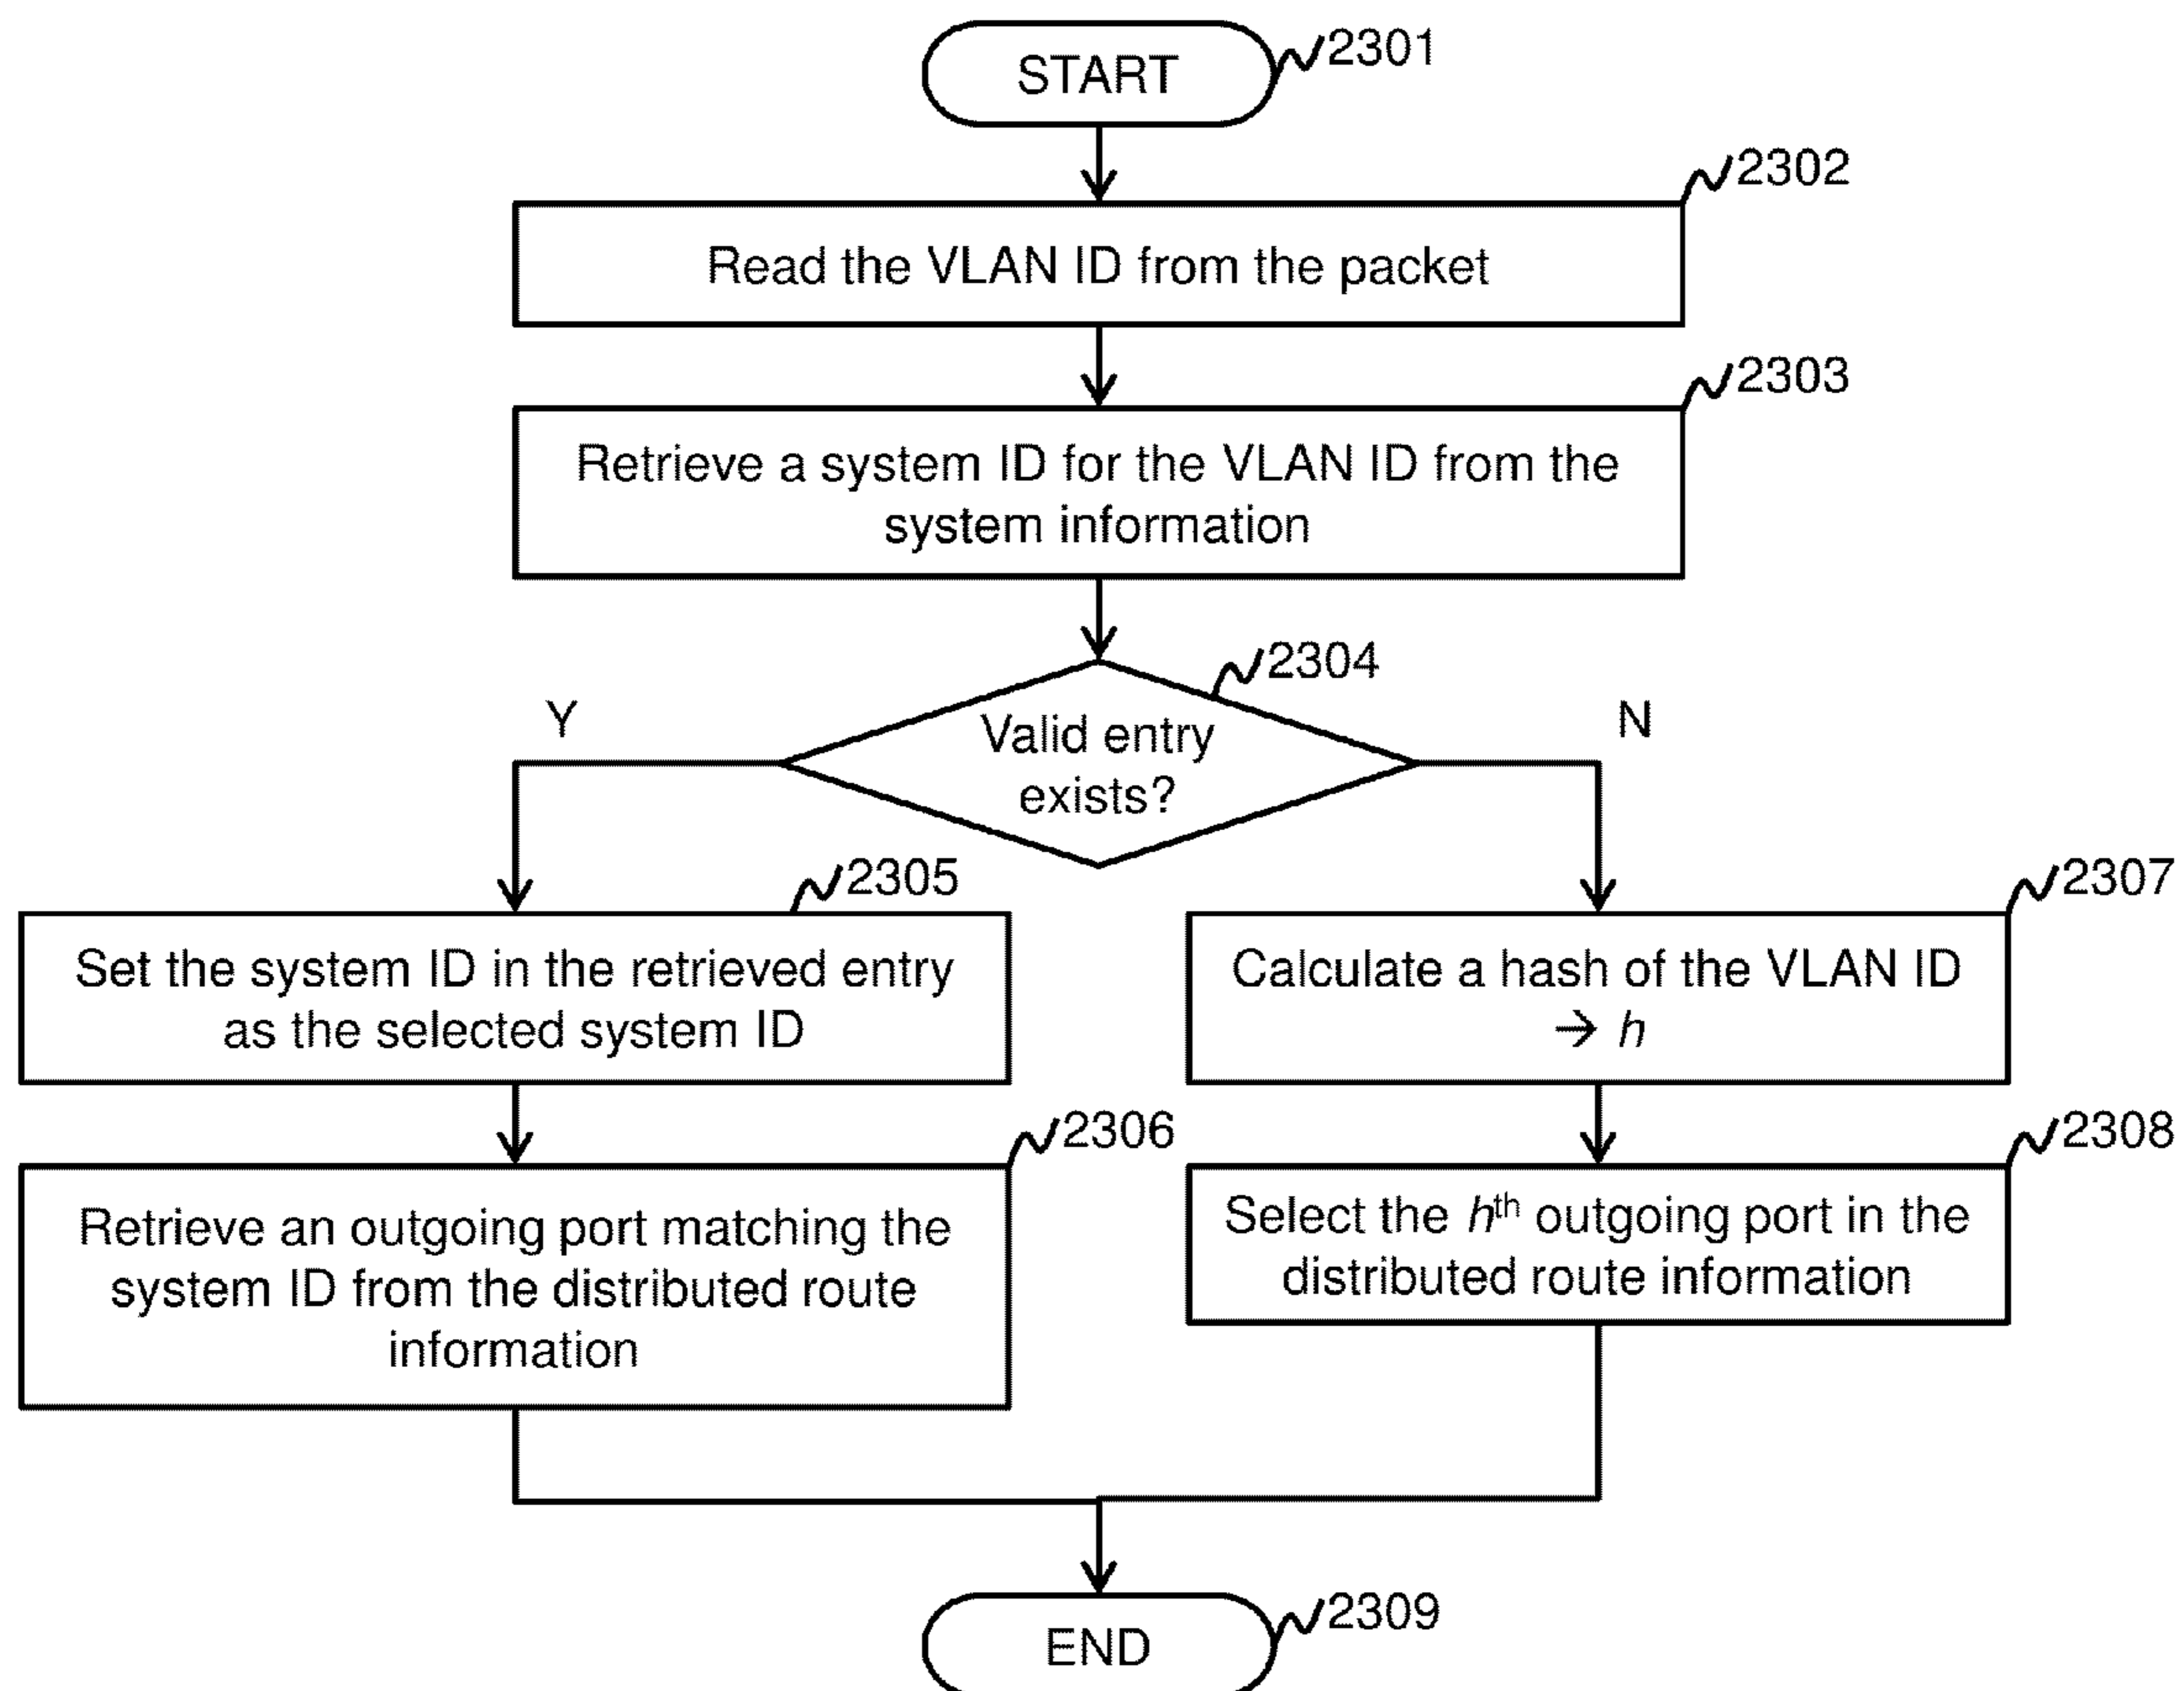 START
2301
2302
Read the VLAN ID from the packet
2303
Retrieve a system ID for the VLAN ID from the
system information
2304
Valid entry
exists?
Y
N
2305
Set the system ID in the retrieved entry
as the selected system ID
2306
Retrieve an outgoing port matching the
system ID from the distributed route
information
2307
Calculate a hash of the VLAN ID
→ h
2308
Select the hth outgoing port in the
distributed route information
END
2309